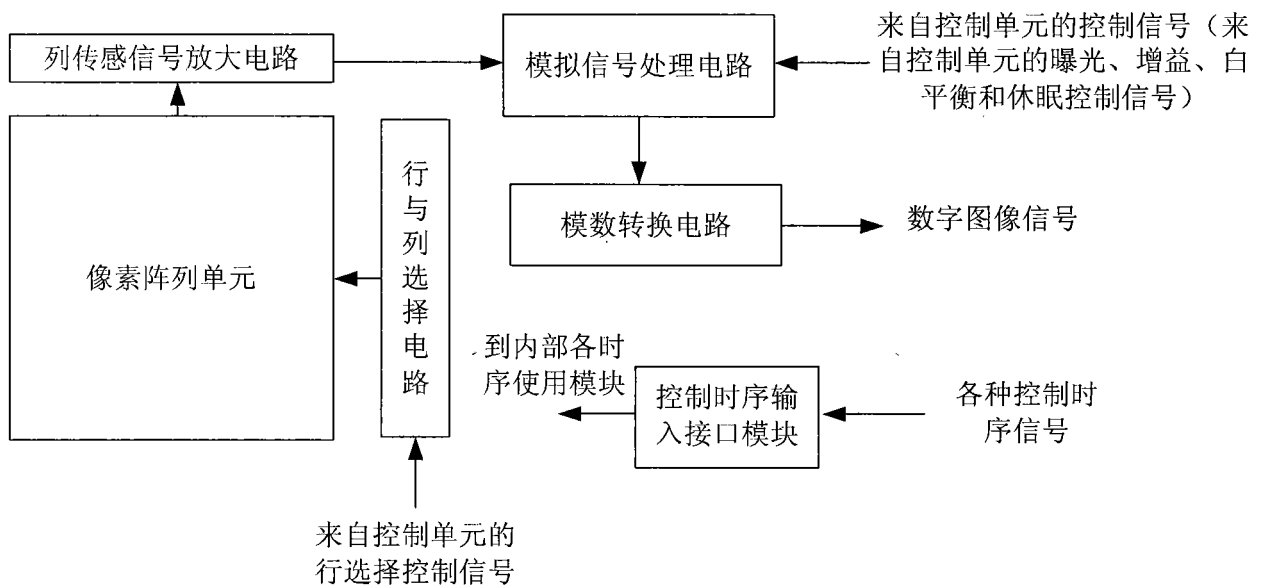 列传感信号放大电路
模拟信号处理电路
来自控制单元的控制信号（来
自控制单元的曝光、增益、白
平衡和休眠控制信号）
像素阵列单元
行
与
列
选
择
电
路
模数转换电路
数字图像信号
到内部各时
序使用模块
控制时序输
入接口模块
各种控制时
序信号
来自控制单元的
行选择控制信号